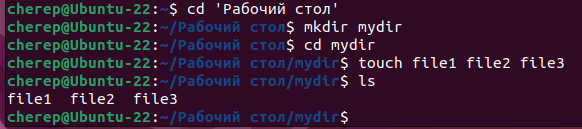 cherep@Ubuntu-22:~$ cd 'Рабочий стол'
cherep@Ubuntu-22:~/Рабочий стол$ mkdir mydir
cherep@Ubuntu-22:~/Рабочий стол$ cd mydir
cherep@Ubuntu-22:~/Рабочий стол/mydir$ touch file1 file2 file3
cherep@Ubuntu-22:~/Рабочий стол/mydir$ ls
file1  file2  file3
cherep@Ubuntu-22:~/Рабочий стол/mydir$